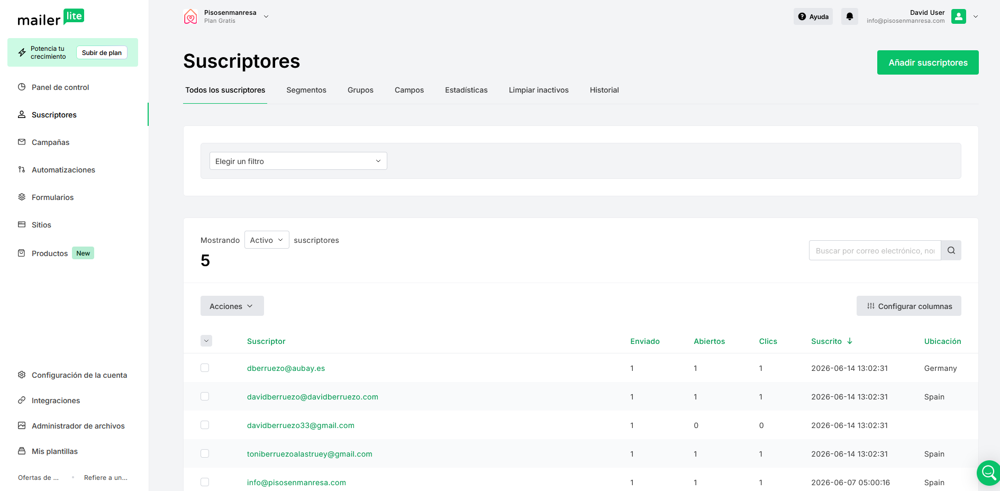 mailer lite
Potencia tu
crecimiento
Subir de plan
Panel de control
Suscriptores
Campañas
Automatizaciones
Formularios
Sitios
Productos New
Configuración de la cuenta
Integraciones
Administrador de archivos
Mis plantillas
Ofertas de ... • Refiere a un...
Pisosenmanresa
Plan Gratis
Ayuda
David User
info@pisosenmanresa.com
Suscriptores
Añadir suscriptores
Todos los suscriptores Segmentos Grupos Campos Estadísticas Limpiar inactivos Historial
Elegir un filtro
Mostrando Activo suscriptores
5
Buscar por correo electrónico, nor
Acciones
Configurar columnas
Suscriptor Enviado Abiertos Clics Suscrito ↓ Ubicación
dberruezo@aubay.es 1 1 1 2026-06-14 13:02:31 Germany
davidberruezo@davidberruezo.com 1 1 1 2026-06-14 13:02:31 Spain
davidberruezo33@gmail.com 1 0 0 2026-06-14 13:02:31
toniberruezoalastruey@gmail.com 1 1 1 2026-06-14 13:02:31 Spain
info@pisosenmanresa.com 1 1 1 2026-06-07 05:00:16 Spain